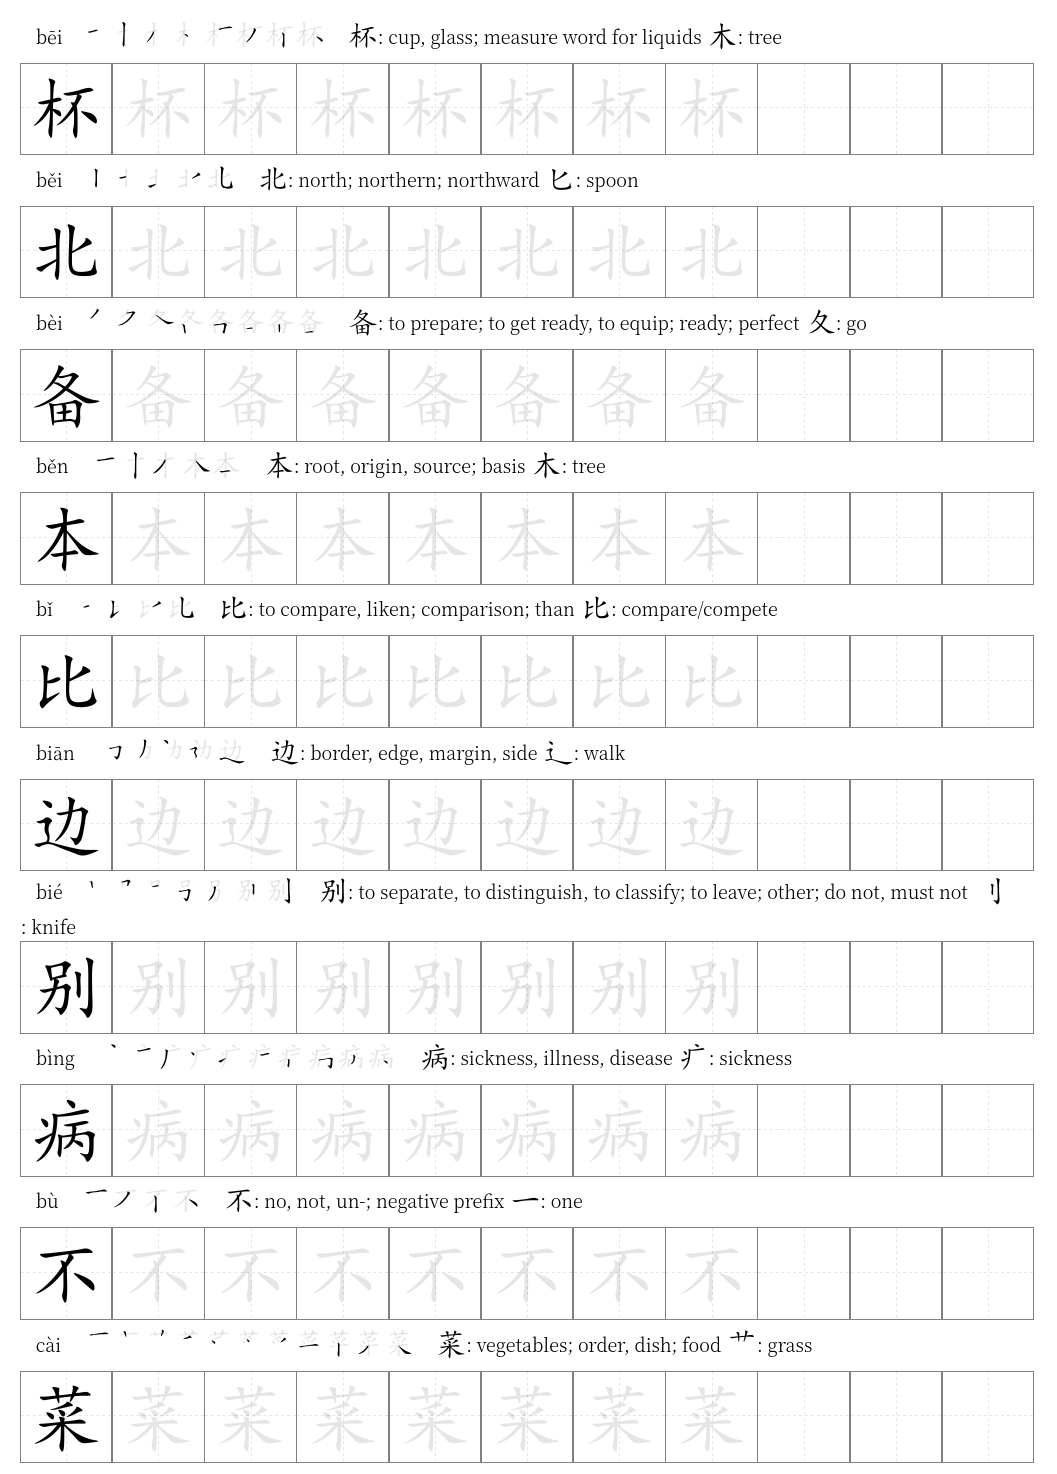 bēi 杯: cup, glass; measure word for liquids 木: tree
杯 杯 杯 杯 杯 杯 杯 杯
běi 北: north; northern; northward 匕: spoon
北 北 北 北 北 北 北 北
bèi 备: to prepare; to get ready, to equip; ready; perfect 夂: go
备 备 备 备 备 备 备 备
běn 本: root, origin, source; basis 木: tree
本 本 本 本 本 本 本 本
bǐ 比: to compare, liken; comparison; than 比: compare/compete
比 比 比 比 比 比 比 比
biān 边: border, edge, margin, side 辶: walk
边 边 边 边 边 边 边 边
bié 别: to separate, to distinguish, to classify; to leave; other; do not, must not 刂
: knife
别 别 别 别 别 别 别 别
bìng 病: sickness, illness, disease 疒: sickness
病 病 病 病 病 病 病 病
bù 不: no, not, un-; negative prefix 一: one
不 不 不 不 不 不 不 不
cài 菜: vegetables; order, dish; food 艹: grass
菜 菜 菜 菜 菜 菜 菜 菜